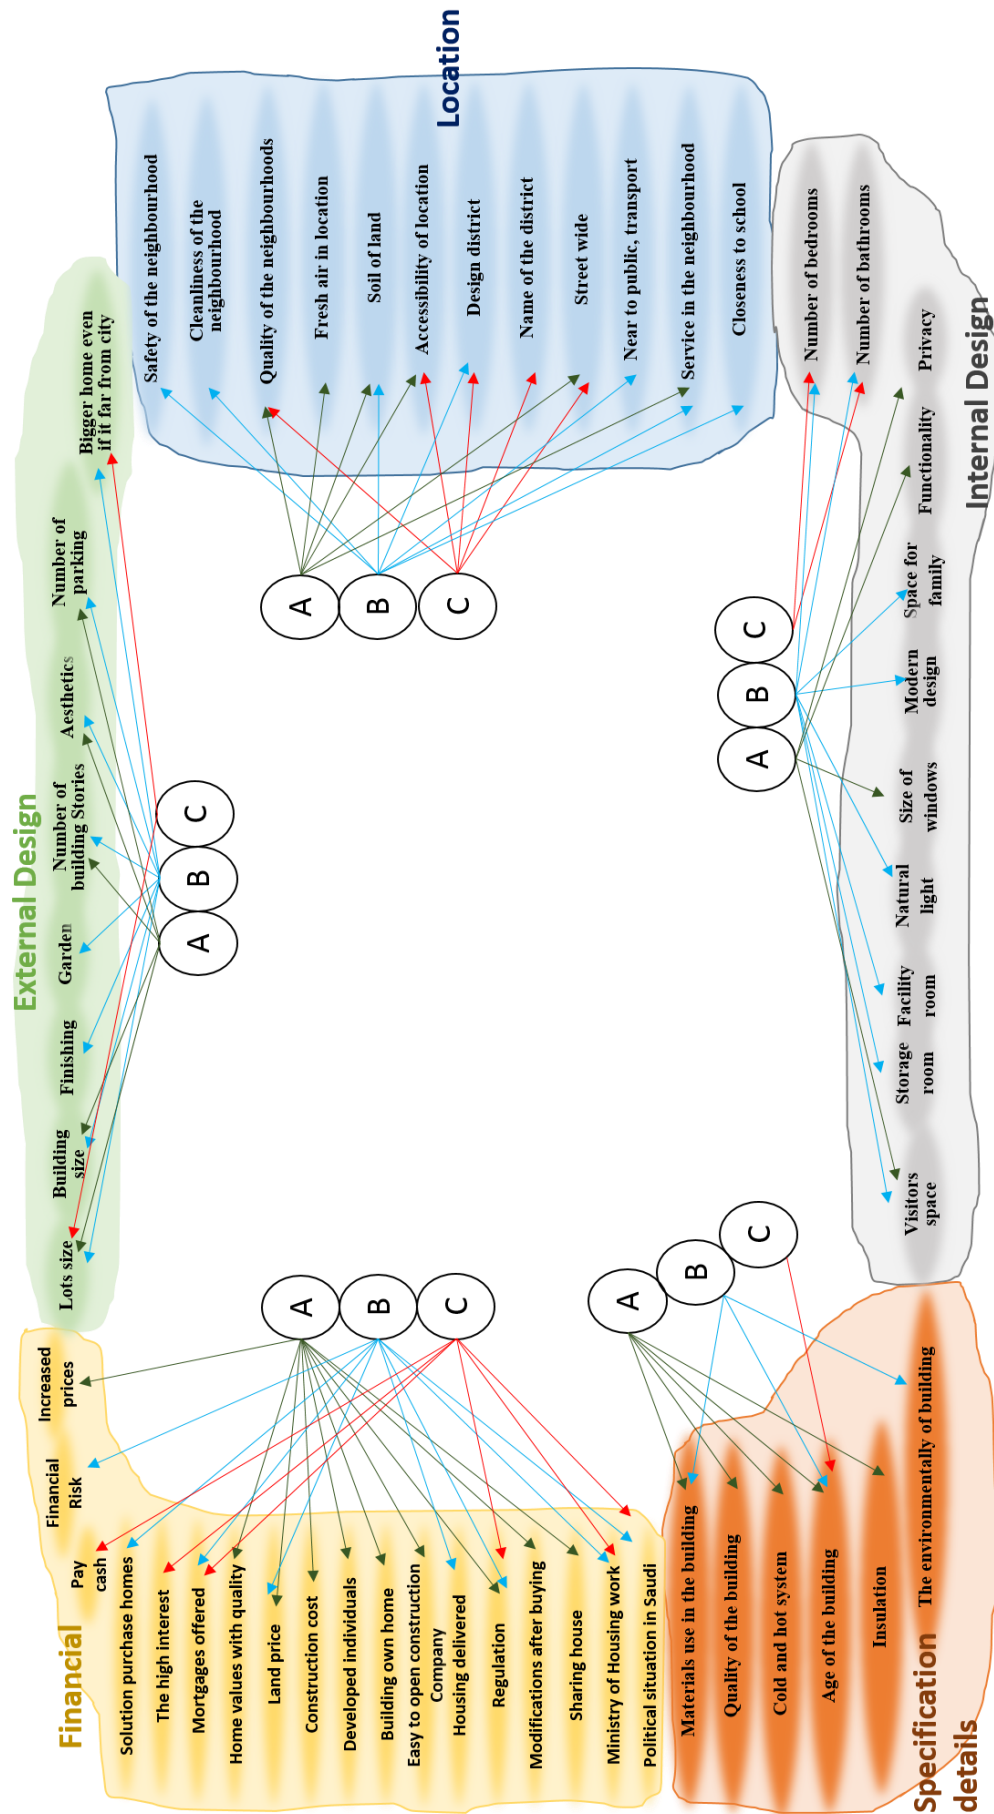 External Design
Lots size
Building
size
Finishing
Garden
Number of
building Stories
Aesthetics
Number of
parking
Bigger home even
if it far from city
A
B
C
Location
Safety of the neighbourhood
Cleanliness of the
neighbourhood
Quality of the neighbourhoods
Fresh air in location
Soil of land
Accessibility of location
Design district
Name of the district
Street wide
Near to public, transport
Service in the neighbourhood
Closeness to school
A
B
C
Financial
Increased
prices
Financial
Risk
Pay
cash
Solution purchase homes
The high interest
Mortgages offered
Home values with quality
Land price
Construction cost
Developed individuals
Building own home
Easy to open construction
Company
Housing delivered
Regulation
Modifications after buying
Sharing house
Ministry of Housing work
Political situation in Saudi
A
B
C
Specification
details
Materials use in the building
Quality of the building
Cold and hot system
Age of the building
Insulation
The environmentally of building
A
B
C
Internal Design
Visitors
space
Storage
room
Facility
room
Natural
light
Size of
windows
Modern
design
Space for
family
Functionality
Privacy
Number of bedrooms
Number of bathrooms
A
B
C